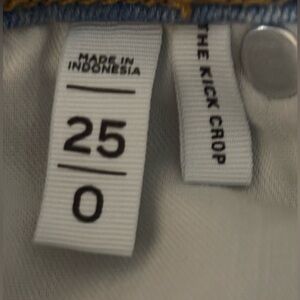 MADE IN
INDONESIA
25
0
THE KICK CROP